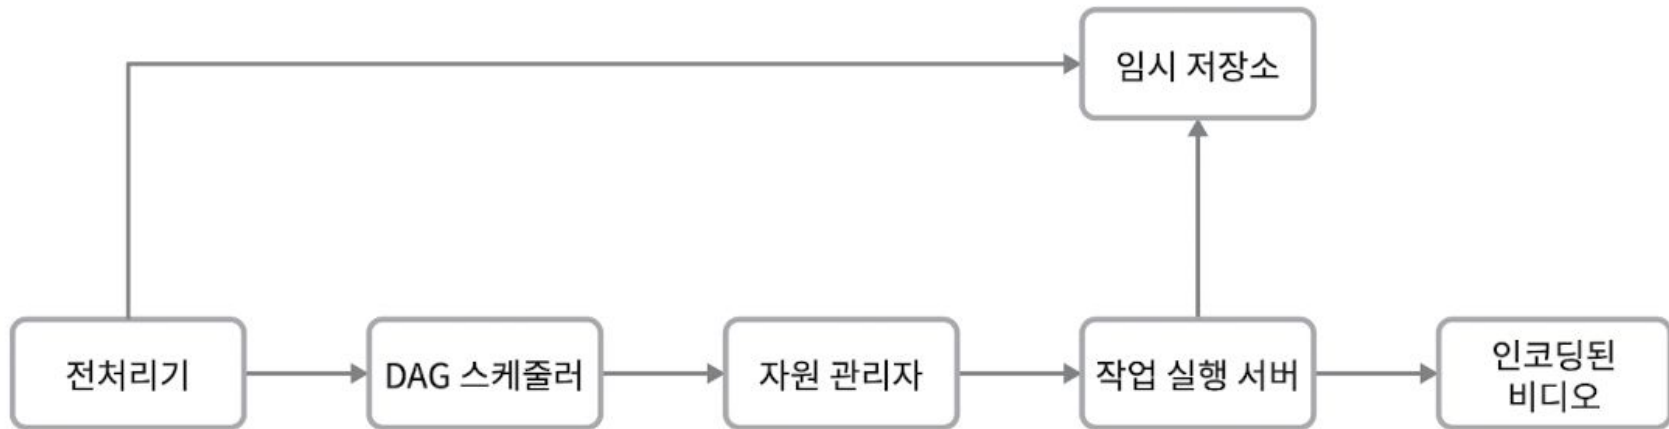 임시 저장소
전처리기
DAG 스케줄러
자원 관리자
작업 실행 서버
인코딩된
비디오